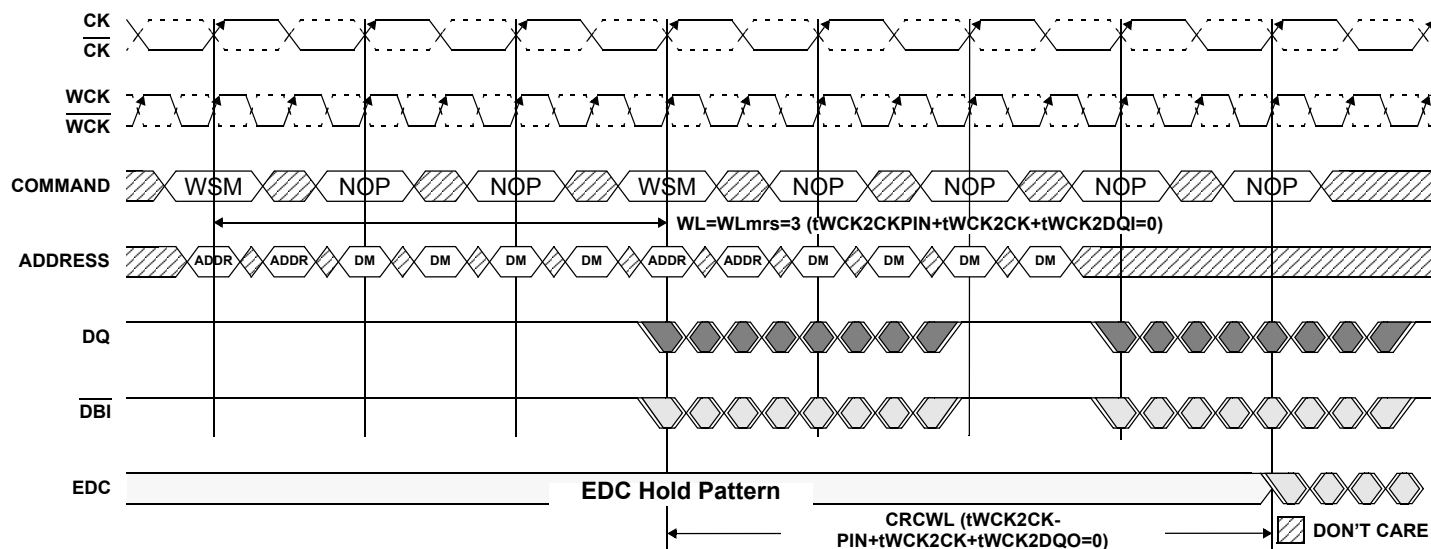 CK
CK
WCK
WCK
COMMAND WSM NOP NOP WSM NOP NOP NOP NOP
WL=WLmrs=3 (tWCK2CKPIN+tWCK2CK+tWCK2DQI=0)
ADDRESS ADDR ADDR DM DM DM DM ADDR ADDR DM DM DM DM
DQ
DBI
EDC EDC Hold Pattern
CRCWL (tWCK2CK-
PIN+tWCK2CK+tWCK2DQO=0)
DON'T CARE